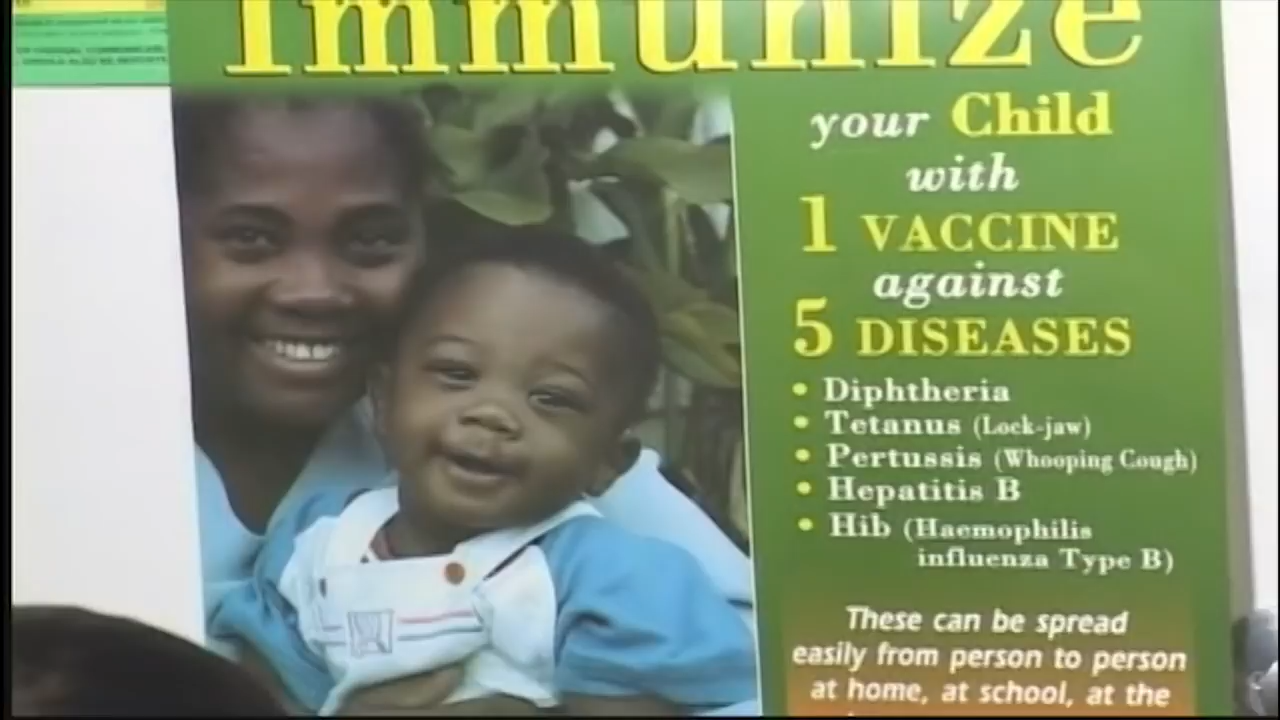 Immunize
your Child
with
1 VACCINE
against
5 DISEASES
• Diphtheria
• Tetanus (Lock-jaw)
• Pertussis (Whooping Cough)
• Hepatitis B
• Hib (Haemophilis
influenza Type B)
These can be spread
easily from person to person
at home, at school, at the